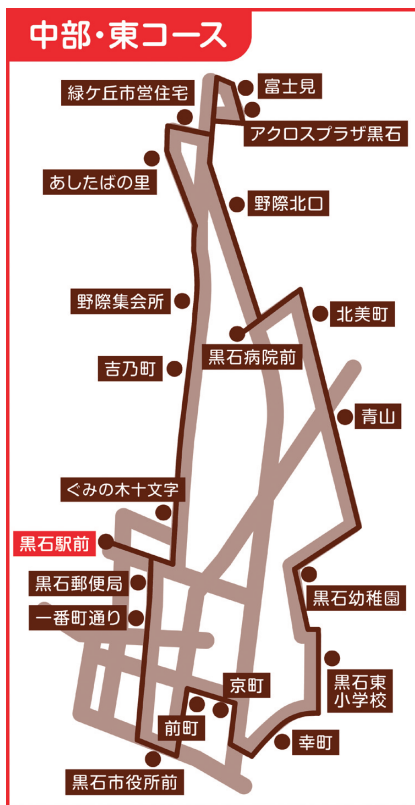 中部・東コース
富士見
緑ケ丘市営住宅
アクロスプラザ黒石
あしたばの里
野際北口
野際集会所
北美町
黒石病院前
吉乃町
青山
ぐみの木十文字
黒石駅前
黒石郵便局
黒石幼稚園
一番町通り
京町
黒石東
小学校
前町
幸町
黒石市役所前